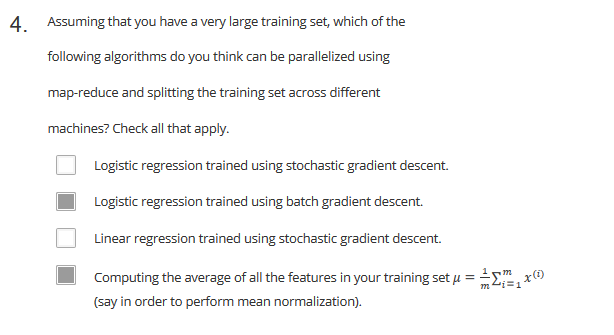 4. Assuming that you have a very large training set, which of the
following algorithms do you think can be parallelized using
map-reduce and splitting the training set across different
machines? Check all that apply.
Logistic regression trained using stochastic gradient descent.
Logistic regression trained using batch gradient descent.
Linear regression trained using stochastic gradient descent.
Computing the average of all the features in your training set μ = \frac{1}{m}∑_{i=1}^{m} x^{(i)}
(say in order to perform mean normalization).